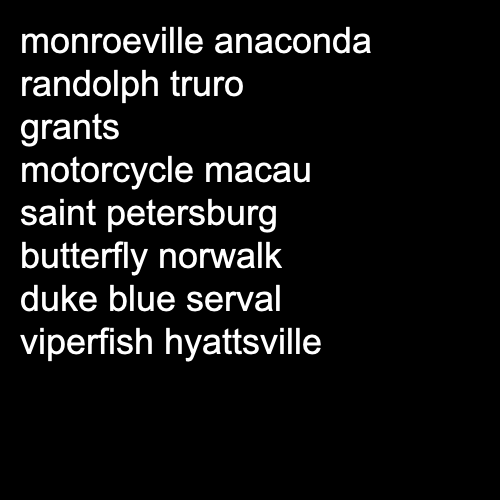 monroeville anaconda
randolph truro
grants
motorcycle macau
saint petersburg
butterfly norwalk
duke blue serval
viperfish hyattsville